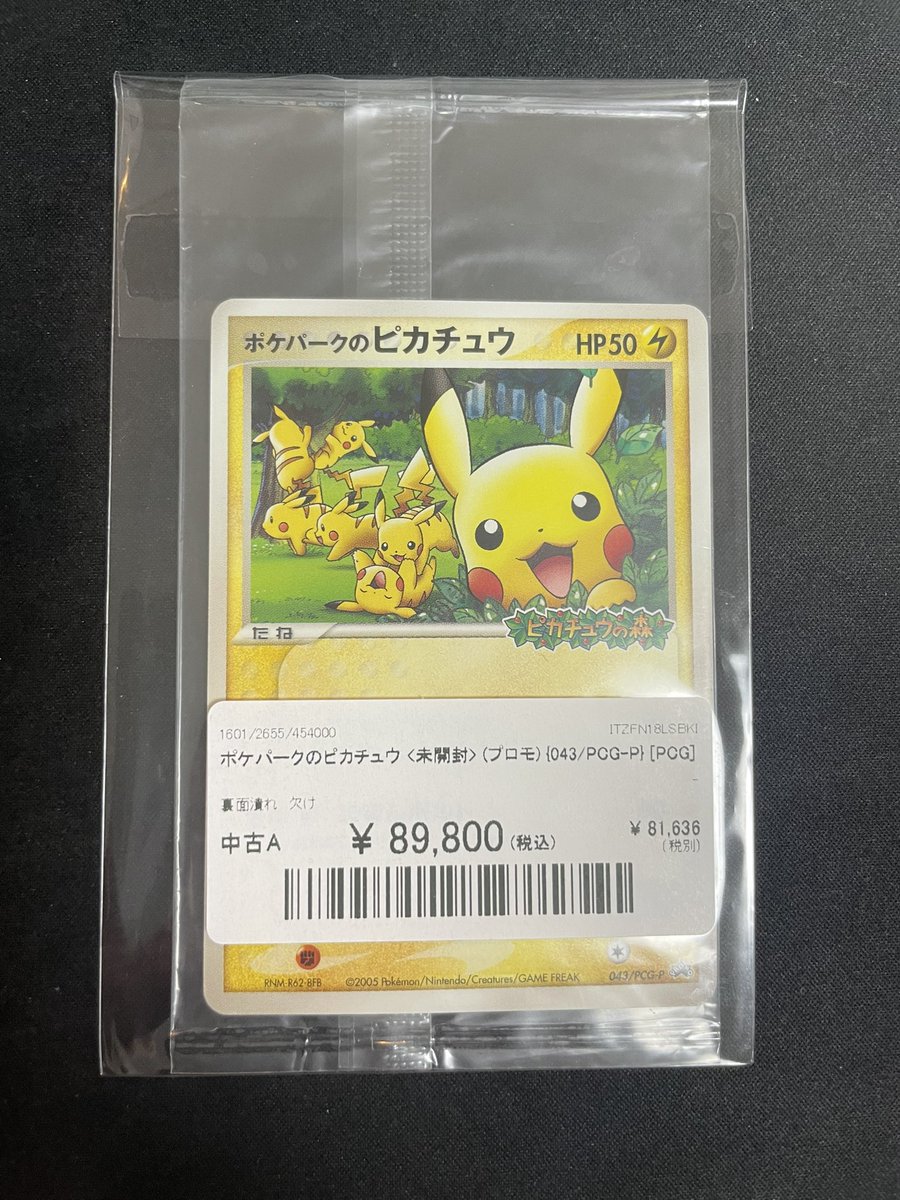 ポケパークのピカチュウ HP50
ピカチュウの森
たね
1601/2655/454000 ITZFN18LSBKI
ポケパークのピカチュウ <未開封> (プロモ) {043/PCG-P} [PCG]
裏面潰れ 欠け
中古A ¥ 89,800 (税込) ¥ 81,636
(税別)
RNM-R62-BFB ©2005 Pokémon/Nintendo/Creatures/GAME FREAK 043/PCG-P